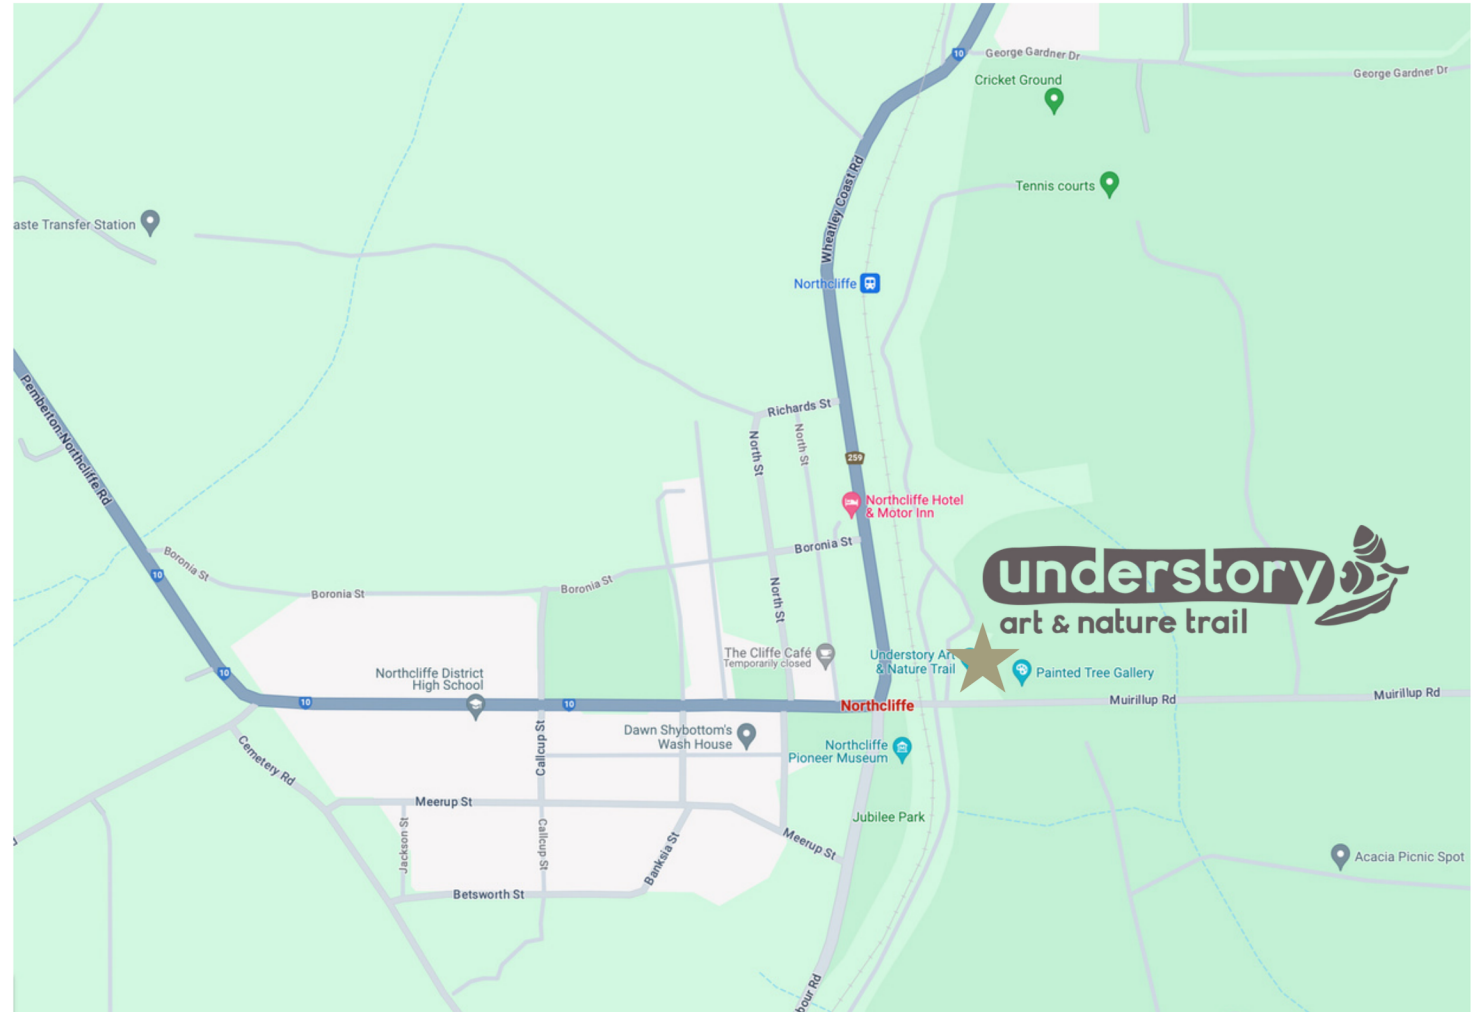 10
George Gardner Dr
George Gardner Dr
Cricket Ground
Wheatley Coast Rd
Tennis courts
aste Transfer Station
Northcliffe
Pemberton-Northcliffe Rd
Richards St
North St
North St
259
Northcliffe Hotel
& Motor Inn
Boronia St
Boronia St
Boronia St
Boronia St
10
North St
understory
art & nature trail
The Cliffe Café
Temporarily closed
Understory Art
& Nature Trail
Painted Tree Gallery
Northcliffe District
High School
10
10
10
Northcliffe
Muirillup Rd
Muirillup Rd
Dawn Shybottom's
Wash House
Northcliffe
Pioneer Museum
Callcup St
Cemetery Rd
Meerup St
Meerup St
Jubilee Park
Jackson St
Callcup St
Banksia St
Acacia Picnic Spot
Betsworth St
bour Rd